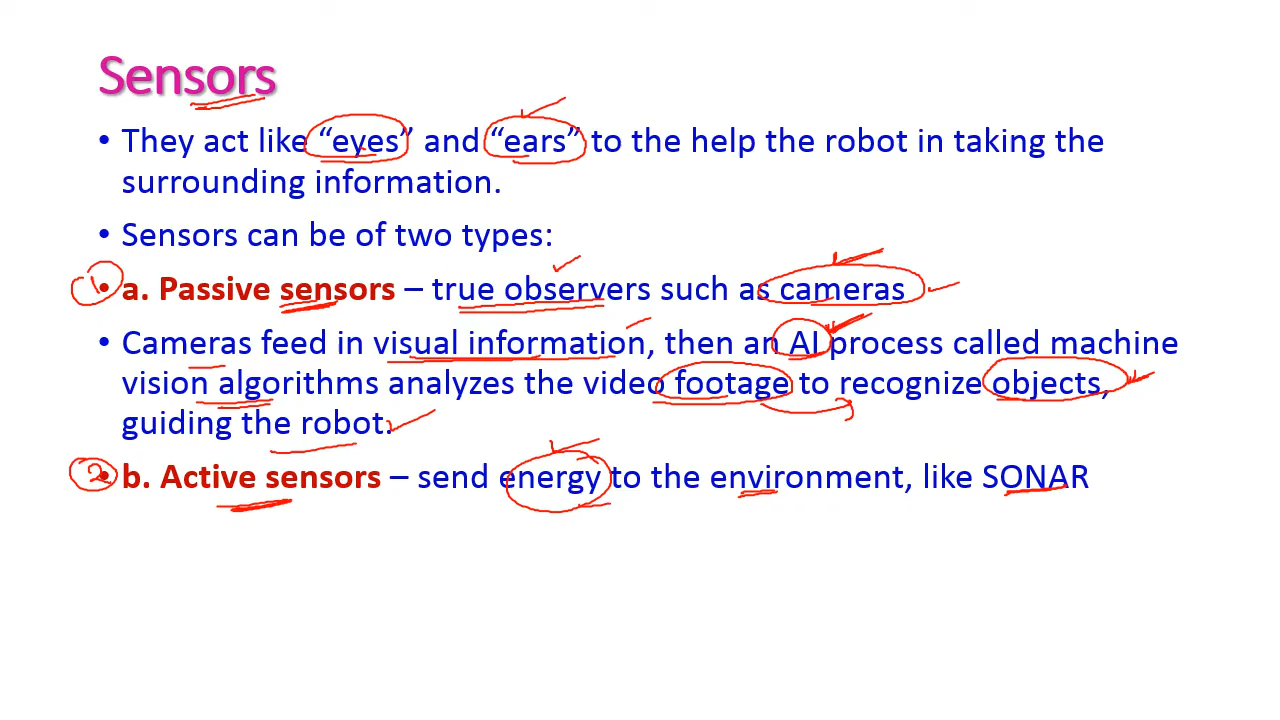 Sensors
• They act like “eyes” and “ears” to the help the robot in taking the
surrounding information.
• Sensors can be of two types:
1 • a. Passive sensors – true observers such as cameras
• Cameras feed in visual information, then an AI process called machine
vision algorithms analyzes the video footage to recognize objects,
guiding the robot.
2 • b. Active sensors – send energy to the environment, like SONAR